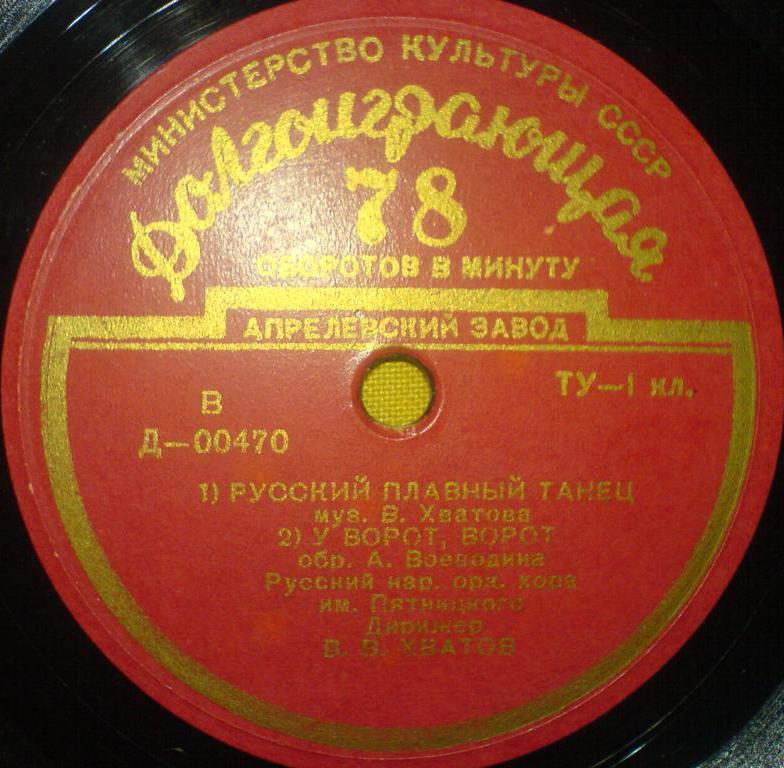 МИНИСТЕРСТВО КУЛЬТУРЫ СССР
Долгоиграющая
78
ОБОРОТОВ В МИНУТУ
АПРЕЛЕВСКИЙ ЗАВОД
ТУ—1 кл.
В
Д—00470
1) РУССКИЙ ПЛАВНЫЙ ТАНЕЦ
муз. В. Хватова
2) У ВОРОТ, ВОРОТ
обр. А. Воеводина
Русский нар. орк. хора
им. Пятницкого
Дирижер
В. В. ХВАТОВ